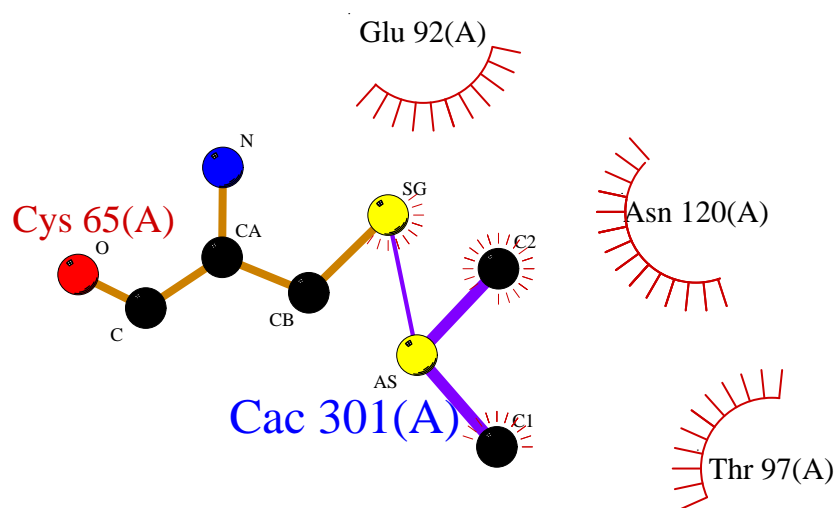 Glu 92(A)
N
SG
Cys 65(A)
Asn 120(A)
O
CA
C2
CB
C
AS
Cac 301(A)
C1
Thr 97(A)